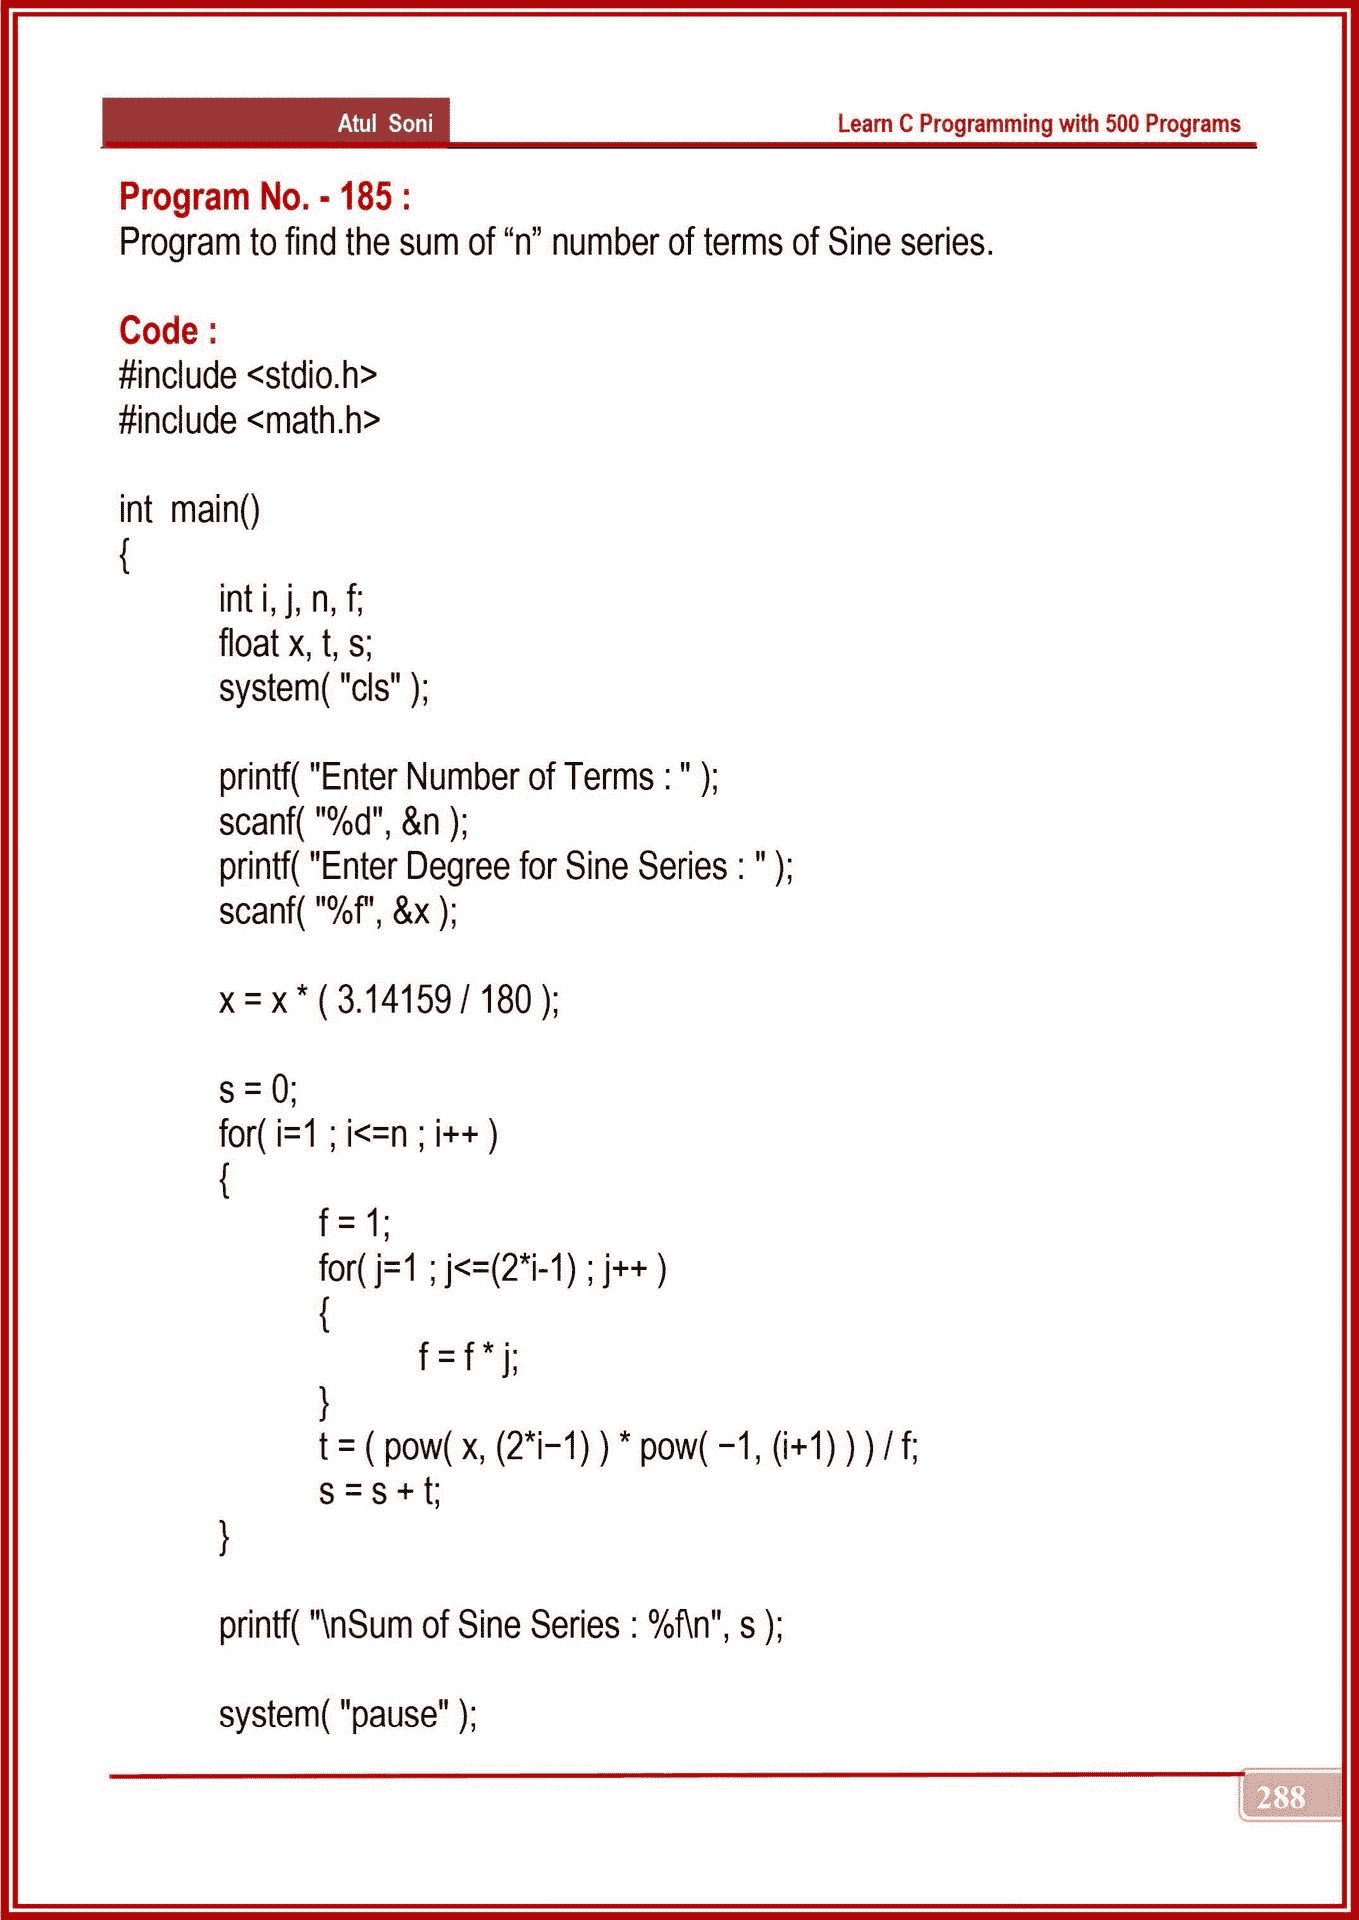 Atul Soni
Learn C Programming with 500 Programs
Program No. - 185 :
Program to find the sum of “n” number of terms of Sine series.
Code :
#include <stdio.h>
#include <math.h>
int main()
{
int i, j, n, f;
float x, t, s;
system( "cls" );
printf( "Enter Number of Terms : " );
scanf( "%d", &n );
printf( "Enter Degree for Sine Series : " );
scanf( "%f", &x );
x = x * ( 3.14159 / 180 );
s = 0;
for( i=1 ; i<=n ; i++ )
{
f = 1;
for( j=1 ; j<=(2*i-1) ; j++ )
{
f = f * j;
}
t = ( pow( x, (2*i−1) ) * pow( −1, (i+1) ) ) / f;
s = s + t;
}
printf( "\nSum of Sine Series : %f\n", s );
system( "pause" );
288